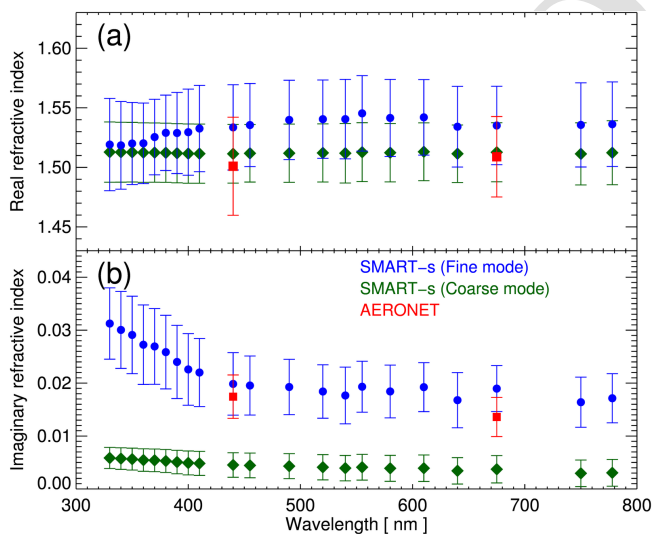 (a)
Real refractive index
1.60
1.55
1.50
1.45
(b)
SMART−s (Fine mode)
SMART−s (Coarse mode)
AERONET
Imaginary refractive index
0.04
0.03
0.02
0.01
0.00
300 400 500 600 700 800
Wavelength [ nm ]